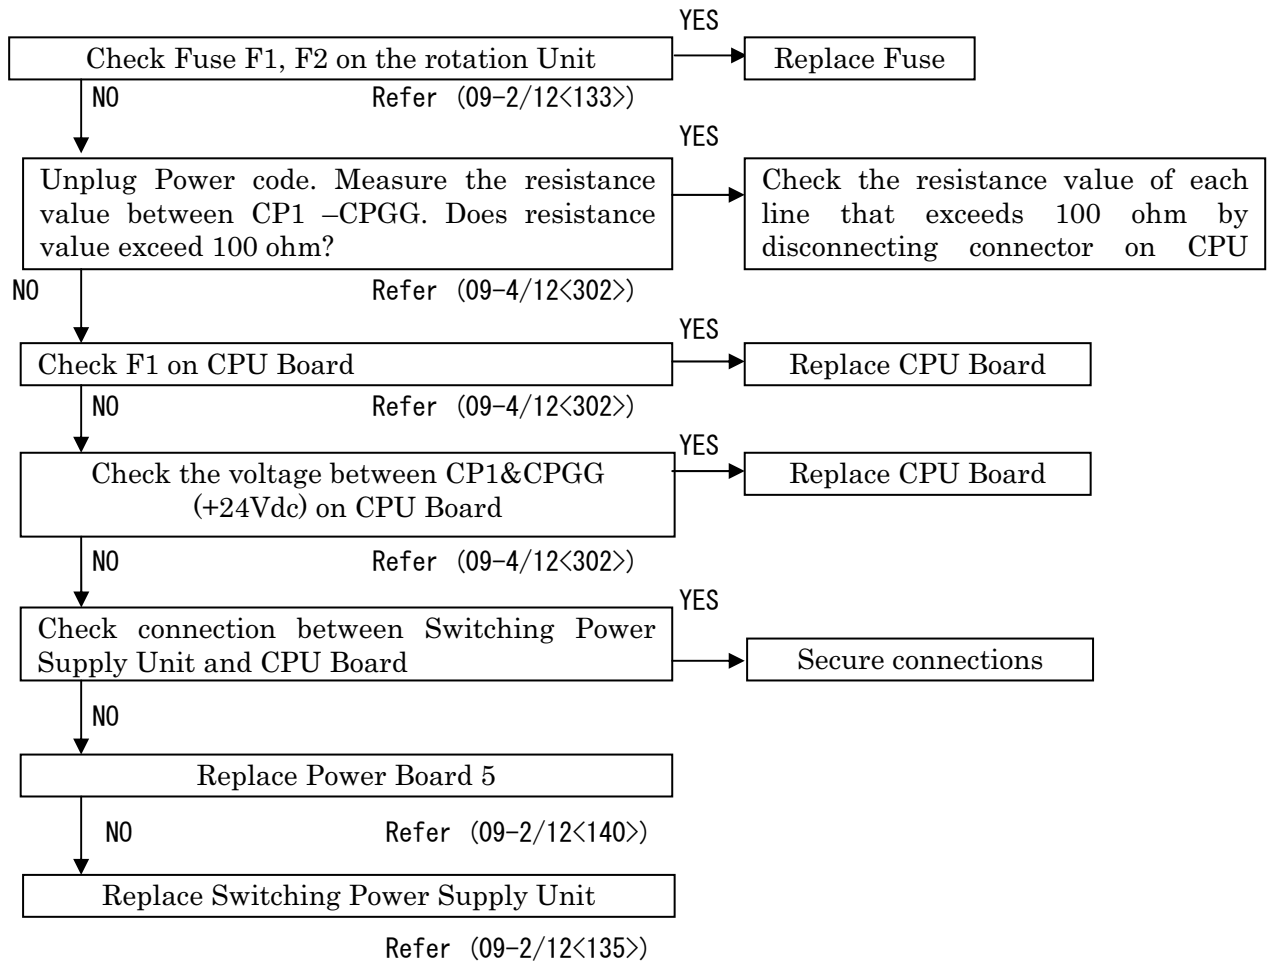 YES
Check Fuse F1, F2 on the rotation Unit
Replace Fuse
NO
Refer (09-2/12<133>)
YES
Unplug Power code. Measure the resistance
value between CP1 –CPGG. Does resistance
value exceed 100 ohm?
Check the resistance value of each
line that exceeds 100 ohm by
disconnecting connector on CPU
NO
Refer (09-4/12<302>)
YES
Check F1 on CPU Board
Replace CPU Board
NO
Refer (09-4/12<302>)
YES
Check the voltage between CP1&CPGG
(+24Vdc) on CPU Board
Replace CPU Board
NO
Refer (09-4/12<302>)
YES
Check connection between Switching Power
Supply Unit and CPU Board
Secure connections
NO
Replace Power Board 5
NO
Refer (09-2/12<140>)
Replace Switching Power Supply Unit
Refer (09-2/12<135>)